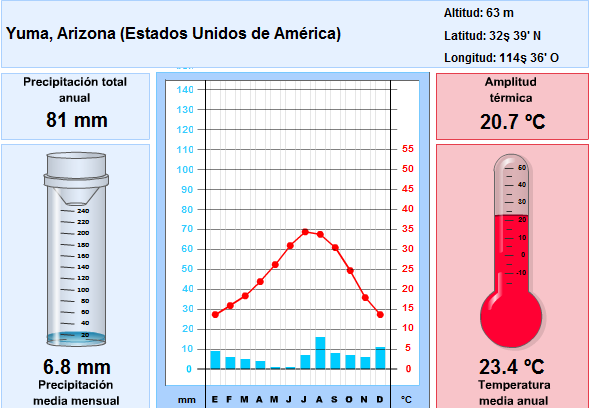 Yuma, Arizona (Estados Unidos de América)
Altitud: 63 m
Latitud: 32ş 39' N
Longitud: 114ş 36' O
Precipitación total
anual
81 mm
240
220
200
180
160
140
120
100
80
60
40
20
6.8 mm
Precipitación
media mensual
140
130
120
110
100
90
80
70
60
50
40
30
20
10
0
55
50
45
40
35
30
25
20
15
10
5
0
mm E F M A M J J A S O N D ºC
Amplitud
térmica
20.7 ºC
50
40
30
20
10
0
-10
23.4 ºC
Temperatura
media anual